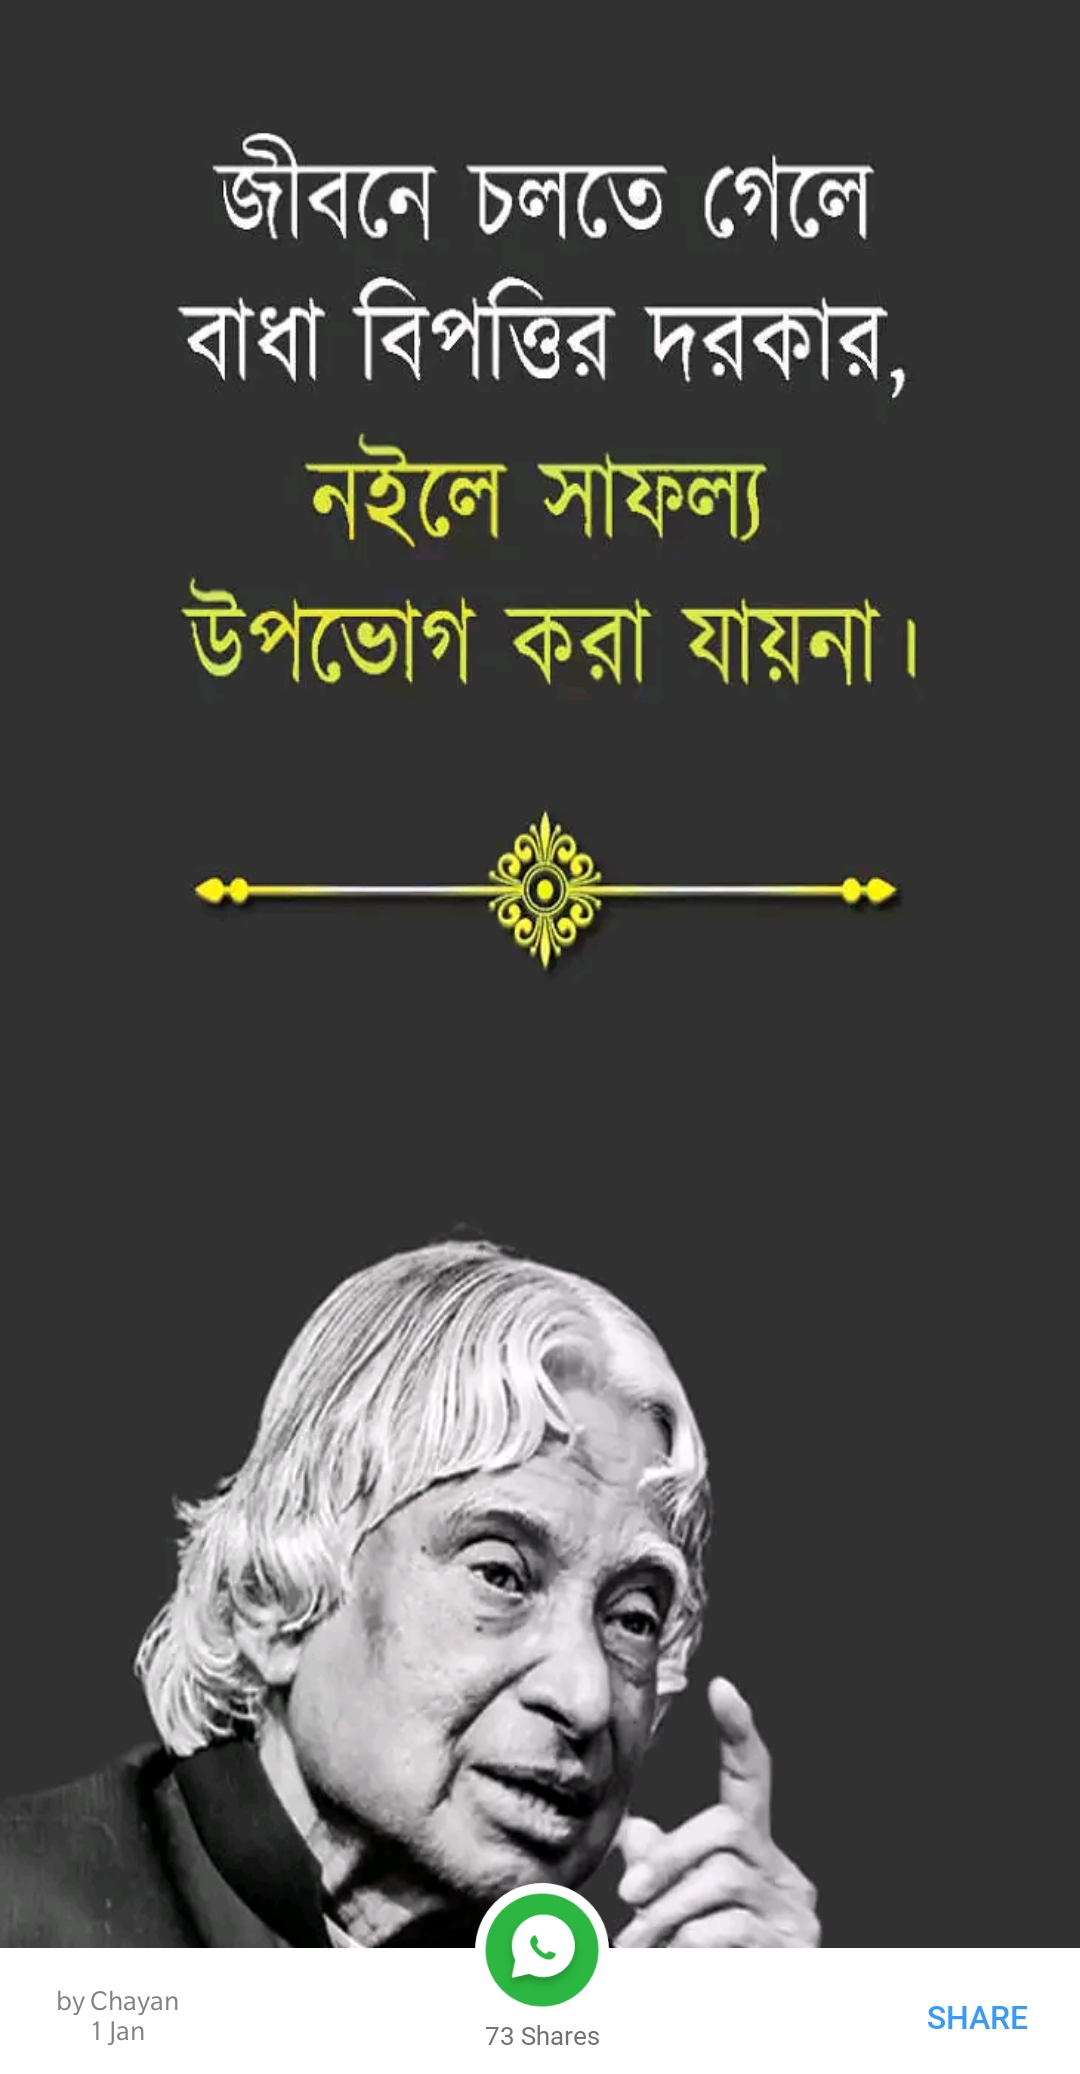 জীবনে চলতে গেলে
বাধা বিপত্তির দরকার,
নইলে সাফল্য
উপভোগ করা যায়না।
by Chayan
1 Jan
73 Shares
SHARE